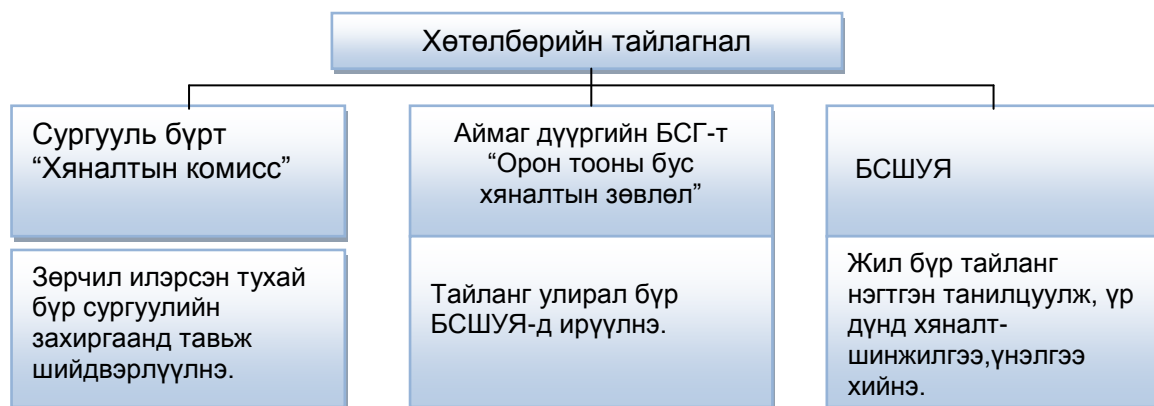 Хөтөлбөрийн тайлагнал
Сургууль бүрт
“Хяналтын комисс”
Зөрчил илэрсэн тухай
бүр сургуулийн
захиргаанд тавьж
шийдвэрлүүлнэ.
Аймаг дүүргийн БСГ-т
“Орон тооны бус
хяналтын зөвлөл”
Тайланг улирал бүр
БСШУЯ-д ирүүлнэ.
БСШУЯ
Жил бүр тайланг
нэгтгэн танилцуулж, үр
дүнд хяналт-
шинжилгээ,үнэлгээ
хийнэ.